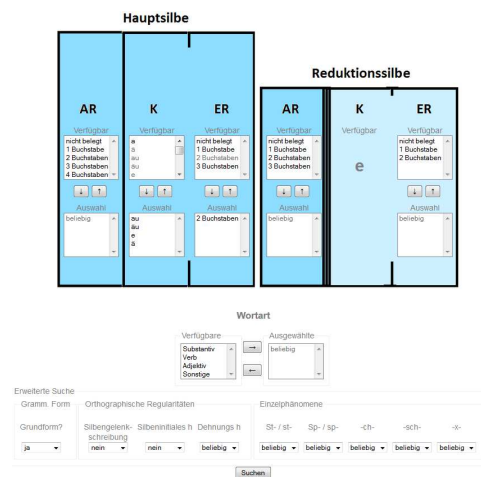 Hauptsilbe
Reduktionssilbe
AR K ER AR K ER
Verfügbar Verfügbar Verfügbar Verfügbar Verfügbar Verfügbar
nicht belegt a nicht belegt nicht belegt nicht belegt
1 Buchstabe ä 1 Buchstabe 1 Buchstabe 1 Buchstabe
2 Buchstaben au 2 Buchstaben 2 Buchstaben e 2 Buchstaben
3 Buchstaben äu 3 Buchstaben 3 Buchstaben
4 Buchstaben e
↓ ↑ ↓ ↑ ↓ ↑ ↓ ↑ ↓ ↑
Auswahl Auswahl Auswahl Auswahl Auswahl
beliebig au 2 Buchstaben beliebig beliebig
äu
e
ä
Wortart
Verfügbare Ausgewählte
Substantiv → beliebig
Verb
Adjektiv ←
Sonstige
Erweiterte Suche
Gramm. Form Orthographische Regularitäten Einzelphänomene
Grundform? Silbengelenk- Silbeninitiales h Dehnungs h St- / st- Sp- / sp- -ch- -sch- -x-
schreibung
ja nein nein beliebig beliebig beliebig beliebig beliebig beliebig
Suchen